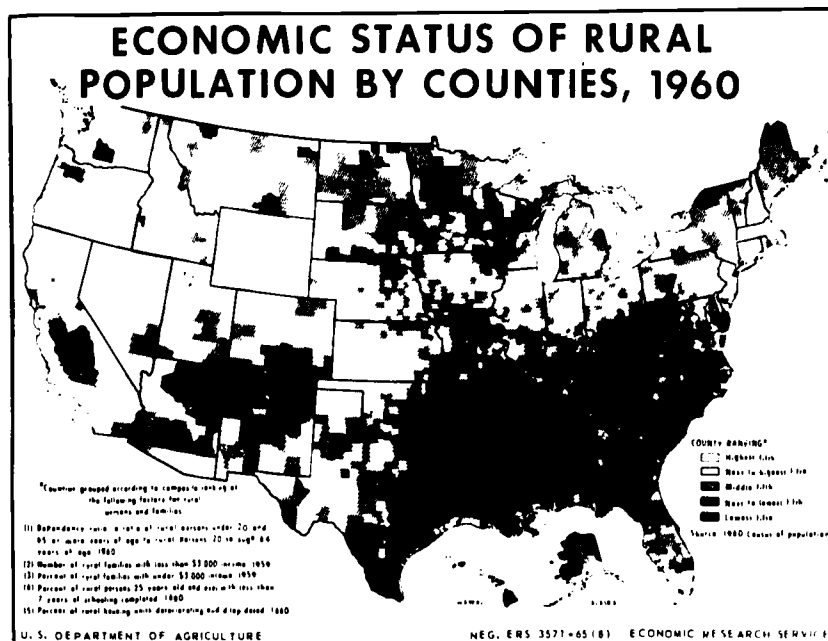 ECONOMIC STATUS OF RURAL
POPULATION BY COUNTIES, 1960
COUNTY RANKING*
Highest fifth
Next to highest fifth
Middle fifth
Next to lowest fifth
Lowest fifth
Source 1960 Census of population
*Counties grouped according to composite ranking of
the following factors for rural
persons and families
(1) Dependency ratio a ratio of rural persons under 20 and
65 or more years of age to rural persons 20 64
years of age 1960
(2) Number of rural families with less than $3 000 income 1959
(3) Percent of rural families with under $3 000 income 1959
(4) Percent of rural persons 25 years old and over with less than
7 years of schooling completed 1960
(5) Percent of rural housing units deteriorating and 1960
HAWAII
ALASKA
U. S. DEPARTMENT OF AGRICULTURE
NEG. ERS 3577-65 (8) ECONOMIC RESEARCH SERVICE